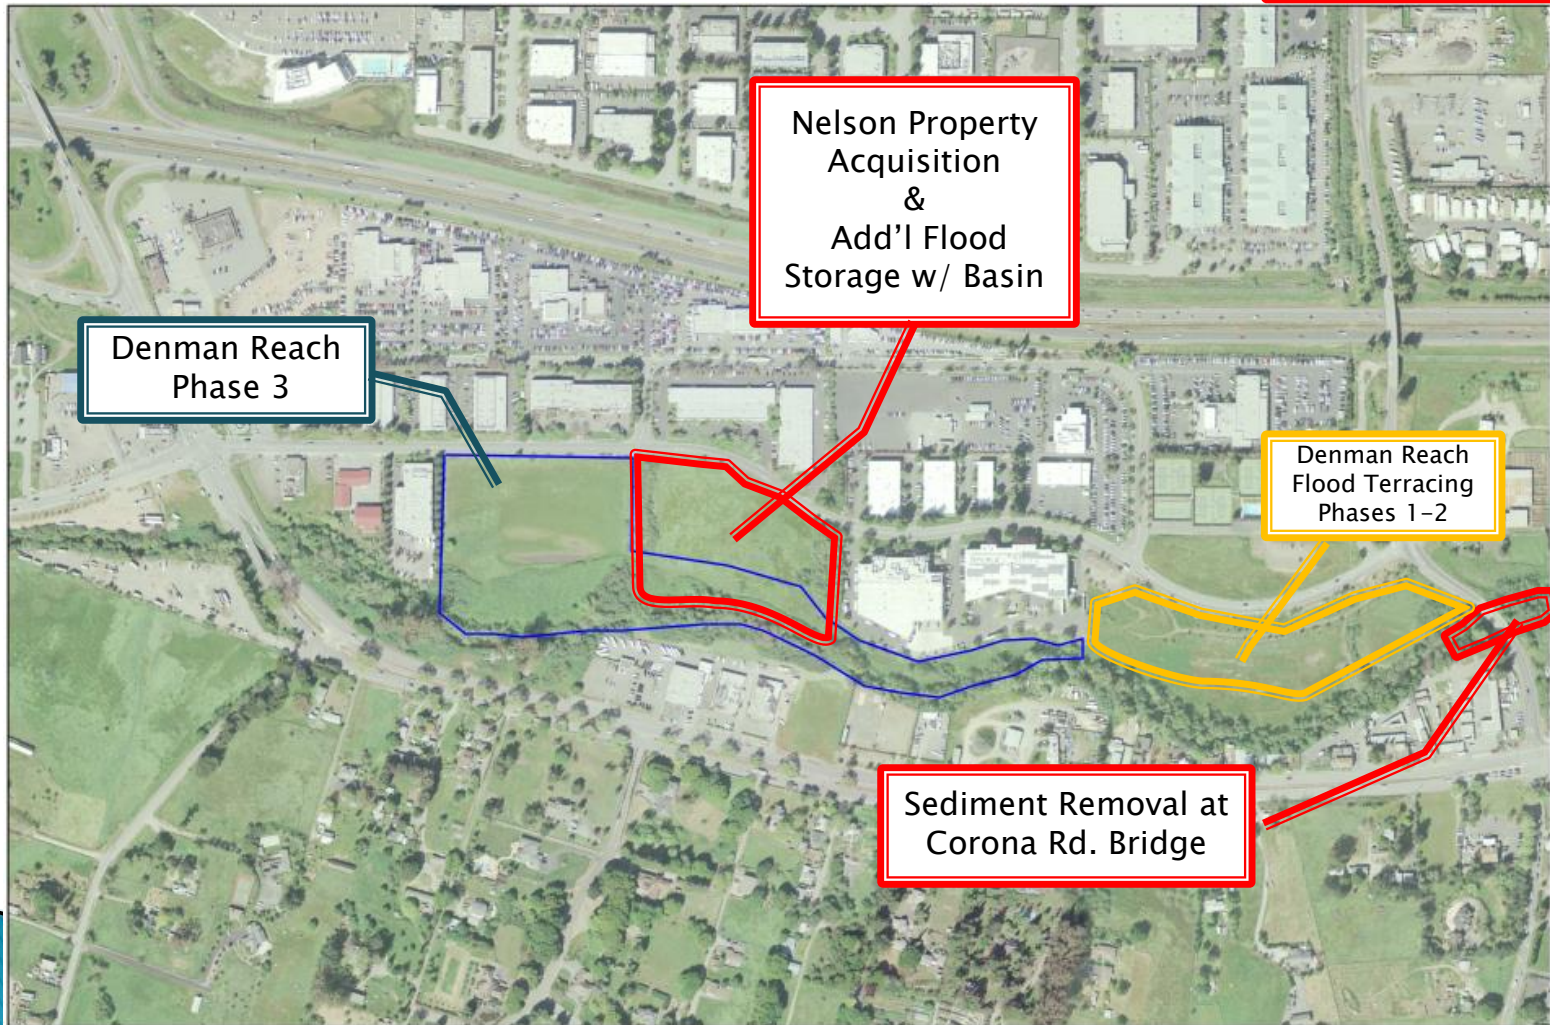 Nelson Property
Acquisition
&
Add'l Flood
Storage w/ Basin
Denman Reach
Phase 3
Denman Reach
Flood Terracing
Phases 1-2
Sediment Removal at
Corona Rd. Bridge